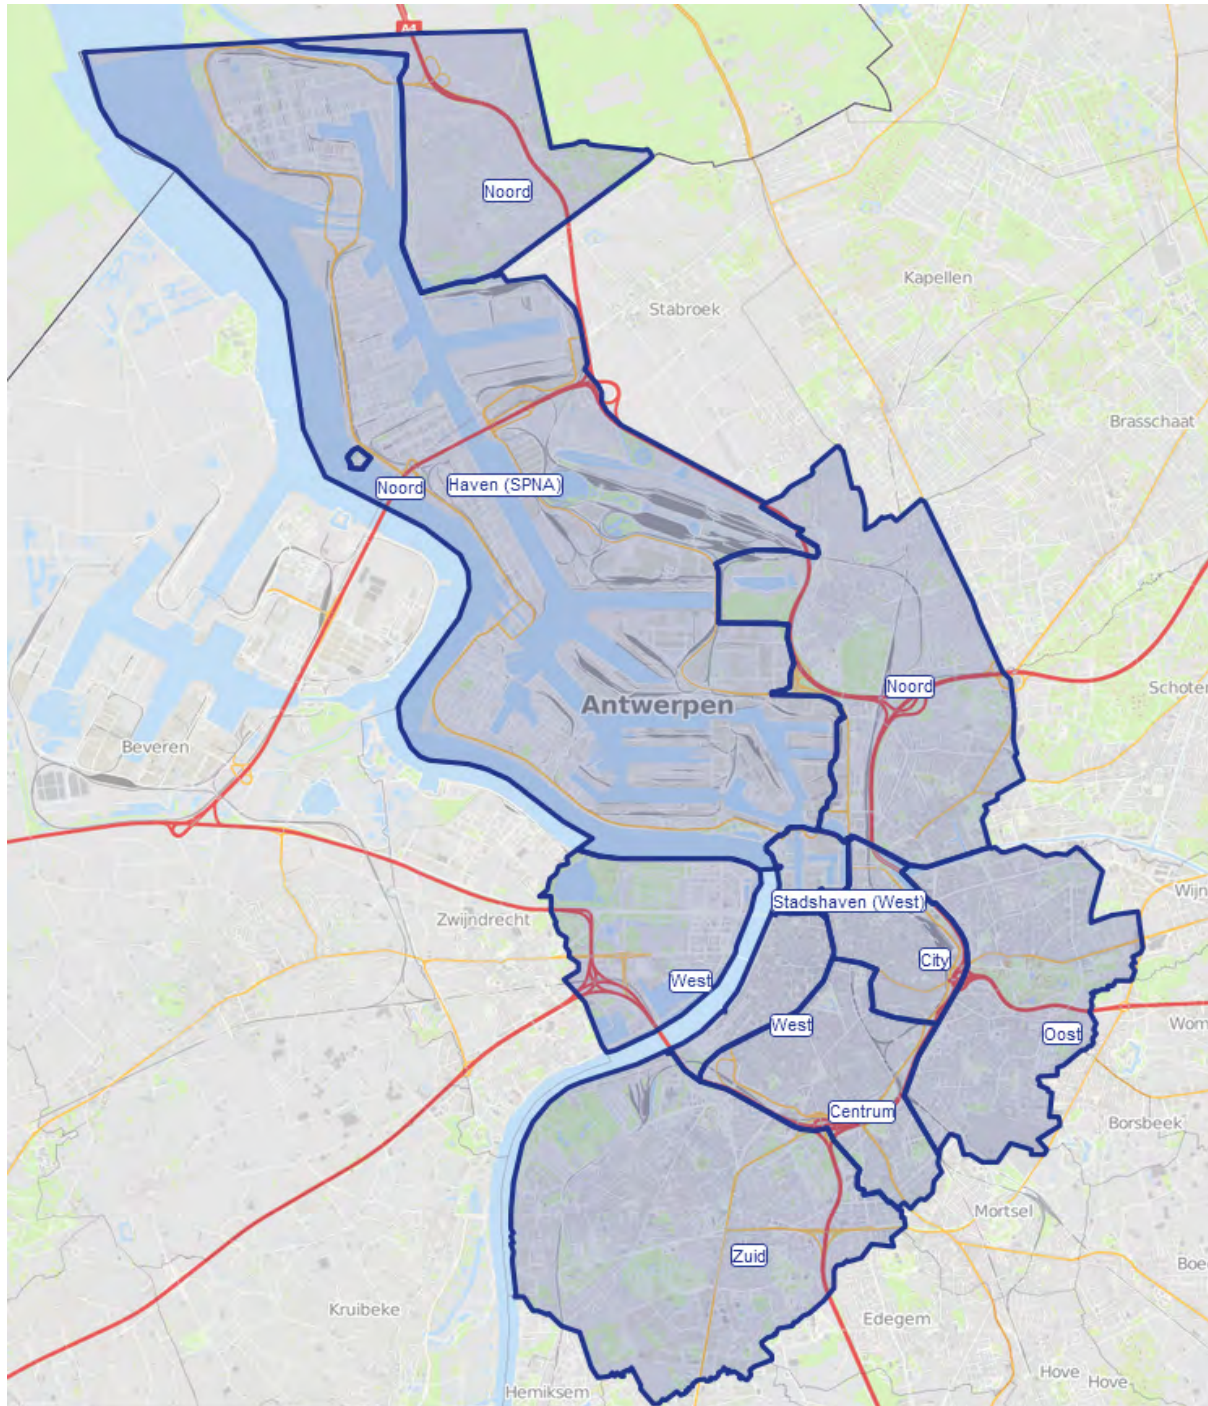 Noord
Kapellen
Stabroek
Brasschaat
Noord
Haven (SPNA)
Noord
Schoten
Antwerpen
Beveren
Stadshaven (West)
Wijn
Zwijndrecht
City
West
West
Oost
Wom
Centrum
Borsbeek
Mortsel
Zuid
Boe
Kruibeke
Edegem
Hove
Hove
Hemiksem